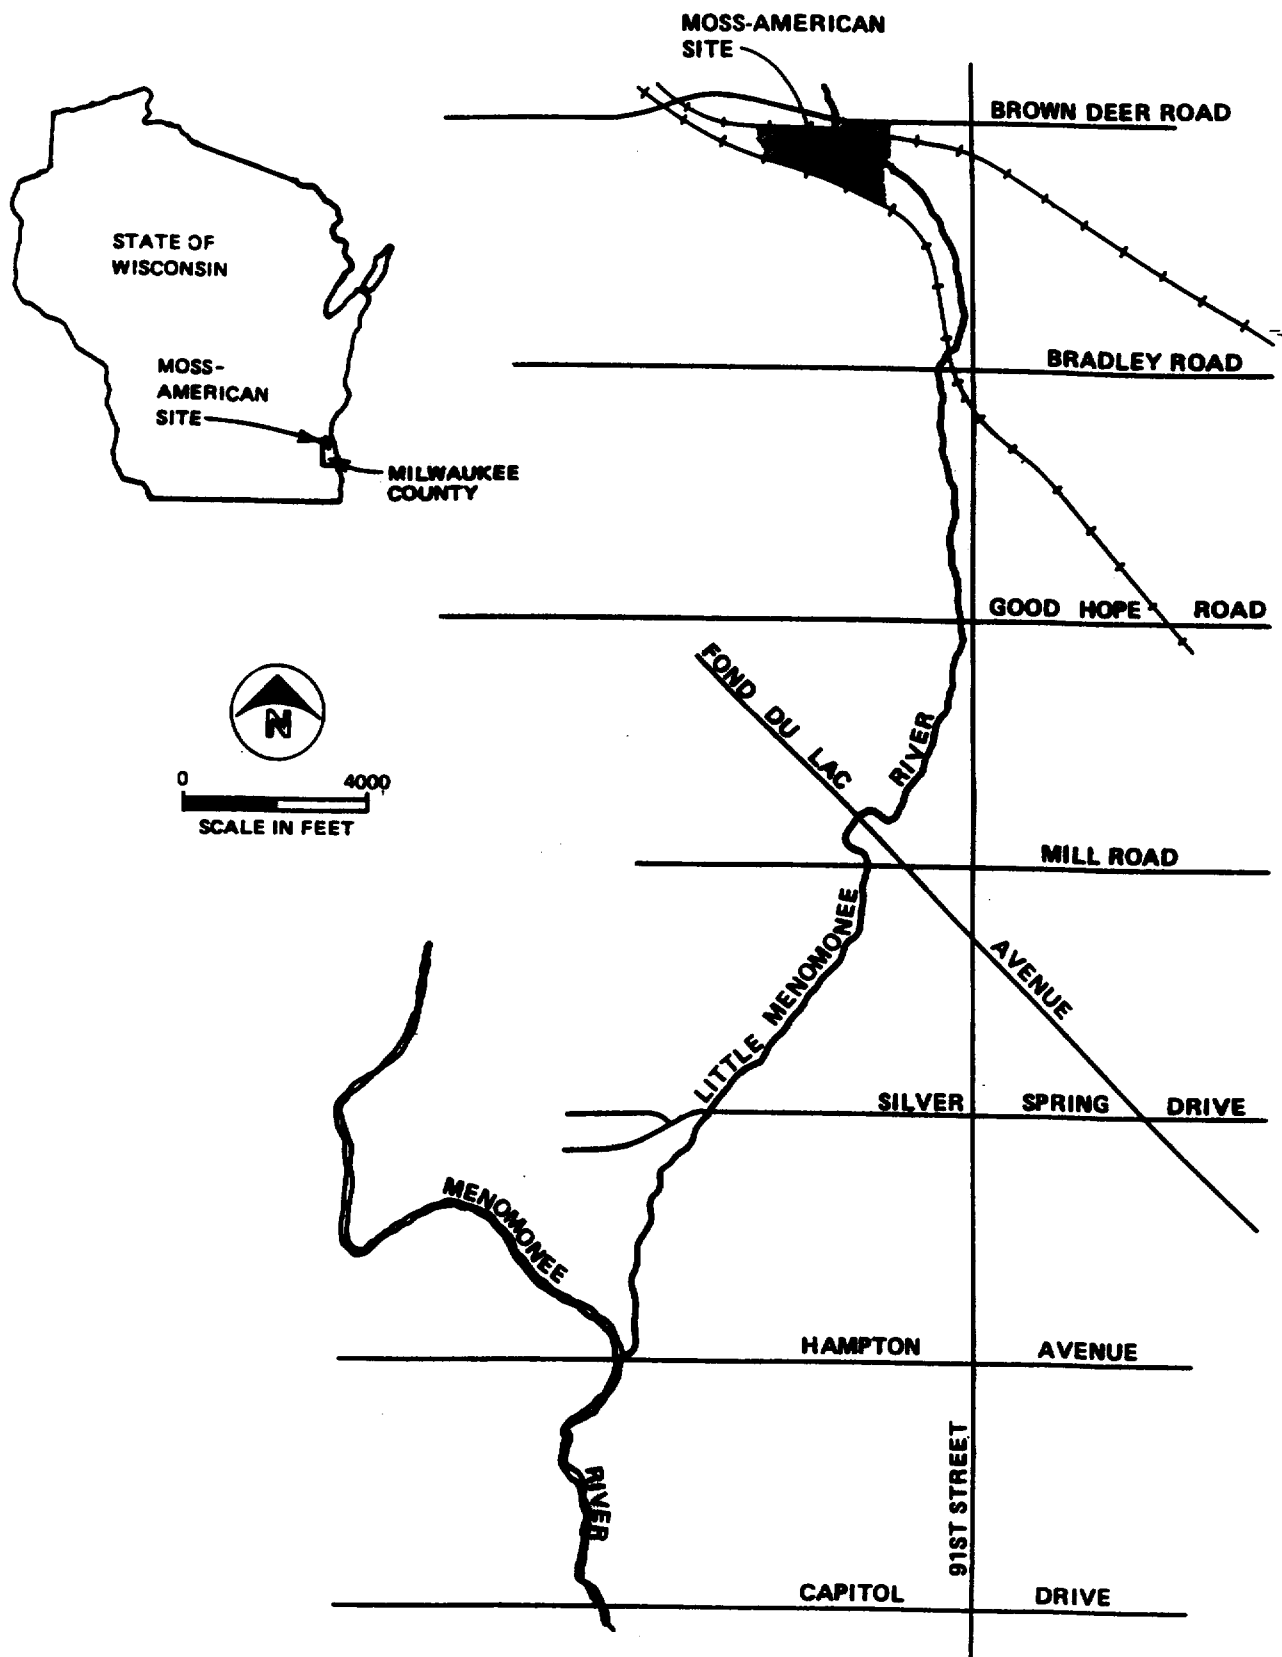 MOSS-AMERICAN
SITE
BROWN DEER ROAD
STATE OF
WISCONSIN
BRADLEY ROAD
MOSS-
AMERICAN
SITE
MILWAUKEE
COUNTY
GOOD HOPE ROAD
FOND DU LAC
RIVER
N
0 4000
SCALE IN FEET
MILL ROAD
LITTLE MENOMONEE
AVENUE
SILVER SPRING DRIVE
MENOMONEE
HAMPTON AVENUE
91ST STREET
RIVER
CAPITOL DRIVE